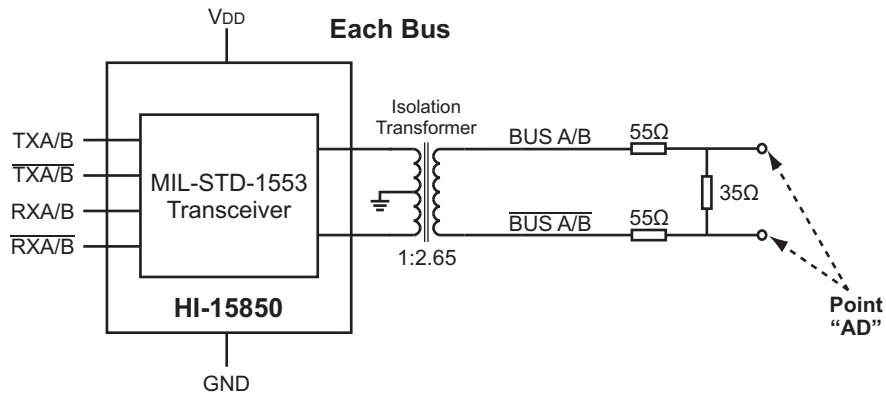 VDD
Each Bus
TXA/B
TXA/B
RXA/B
RXA/B
MIL-STD-1553
Transceiver
HI-15850
GND
Isolation
Transformer
1:2.65
BUS A/B
BUS A/B
55Ω
55Ω
35Ω
Point
“AD”